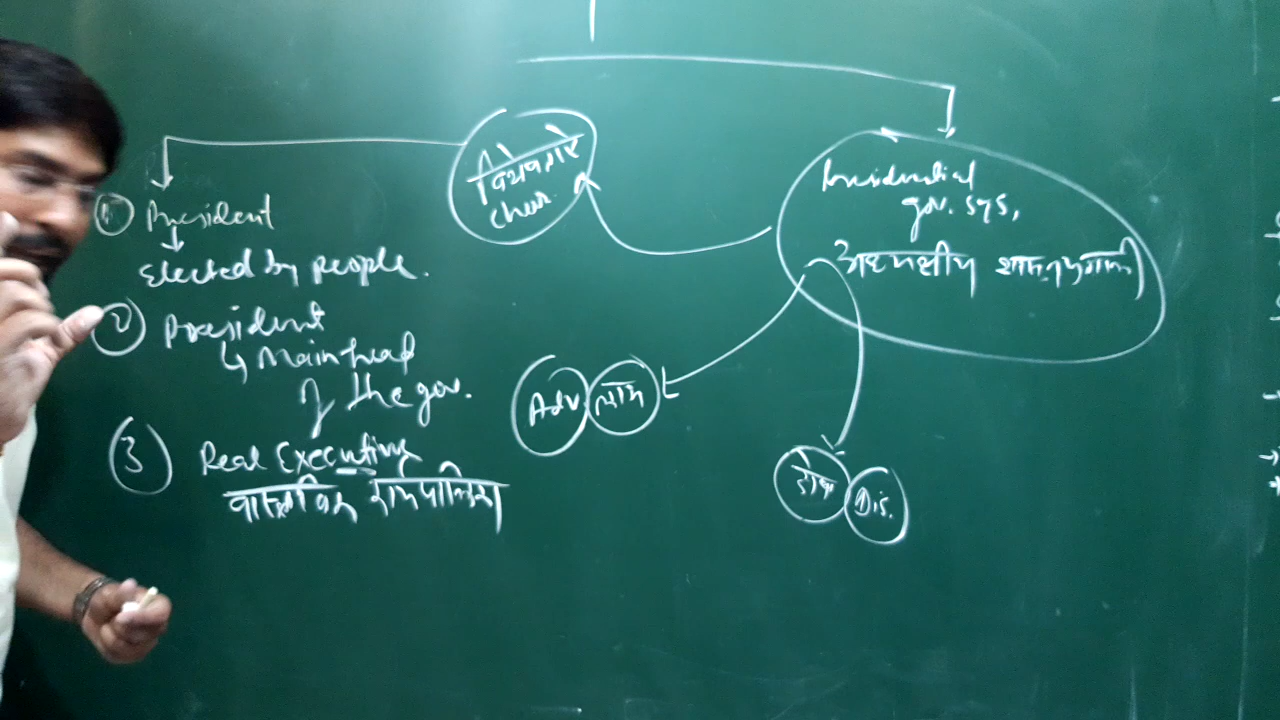 विशेषताएँ
char.
Presidential
gov. sys.
अध्यक्षीय शासन प्रणाली
① President
Elected by people.
② President
Main head
of the gov.
③ Real Executive
वास्तविक कार्यपालिका
Adv लाभ
दोष Dis.